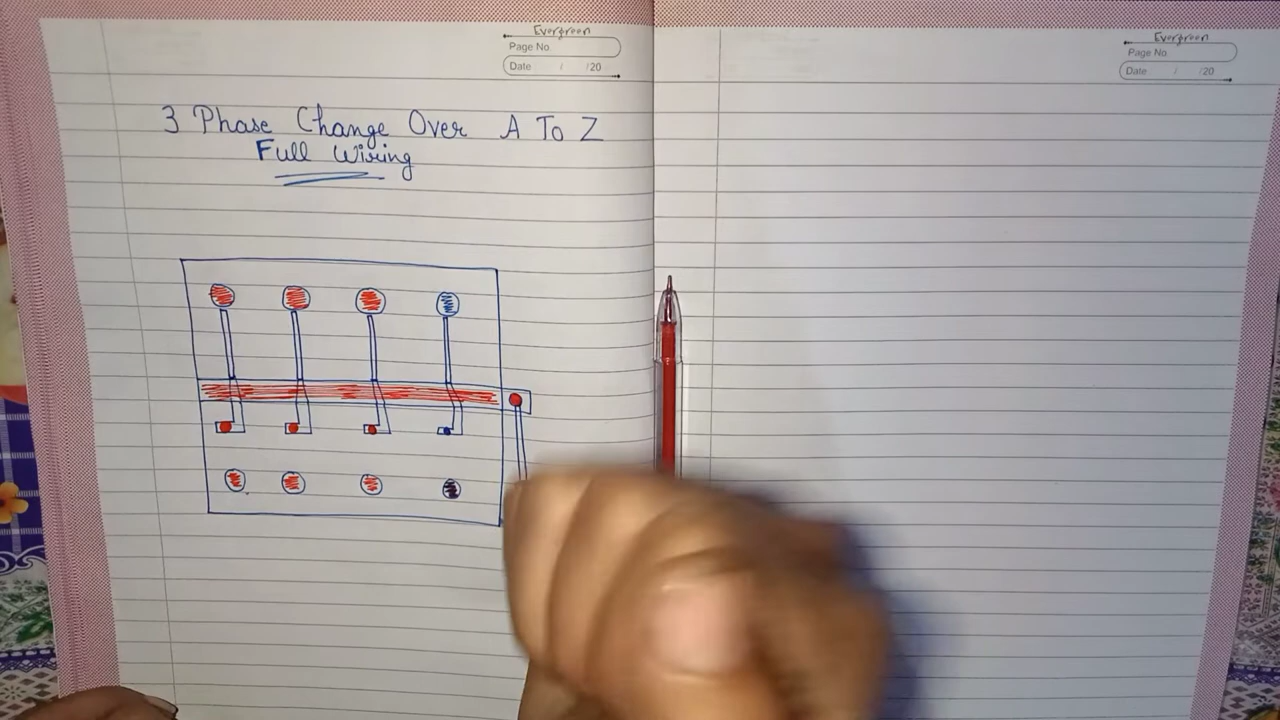 Evergreen
Page No.
Date / /20
3 Phase Change Over A To Z
Full Wiring
Evergreen
Page No.
Date / /20